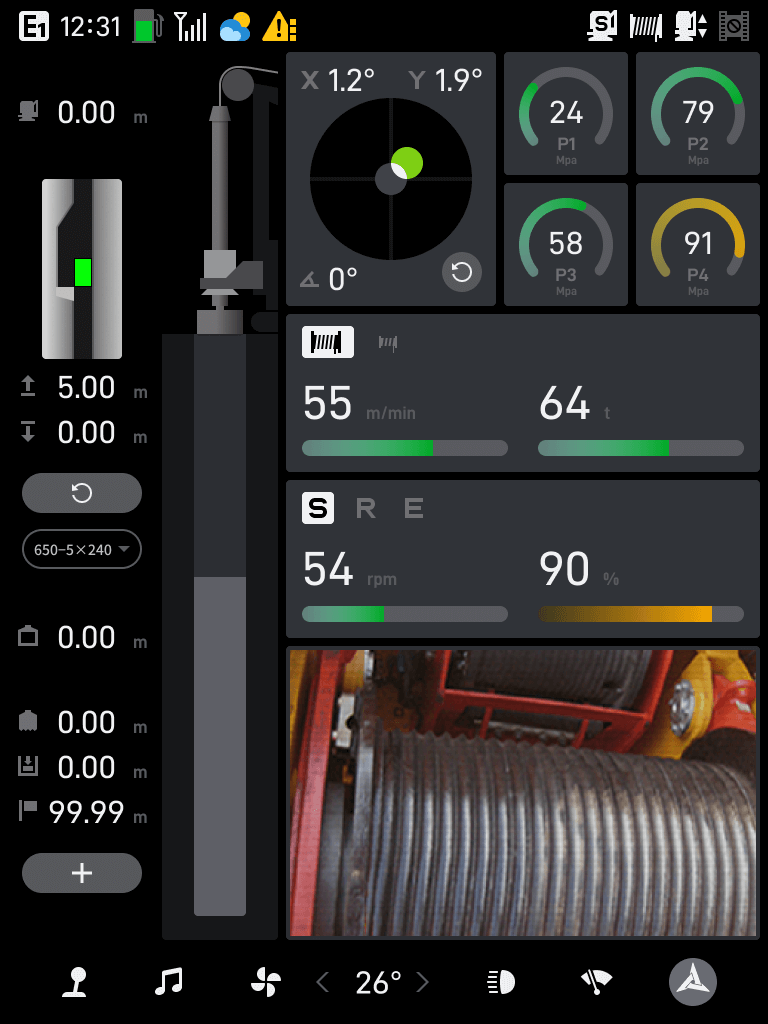 E1 12:31
S1
0.00 m
X 1.2° Y 1.9°
0°
24
P1
Mpa
79
P2
Mpa
58
P3
Mpa
91
P4
Mpa
5.00 m
0.00 m
650-5×240
0.00 m
0.00 m
0.00 m
99.99 m
+
55 m/min
64 t
S R E
54 rpm
90 %
< 26° >